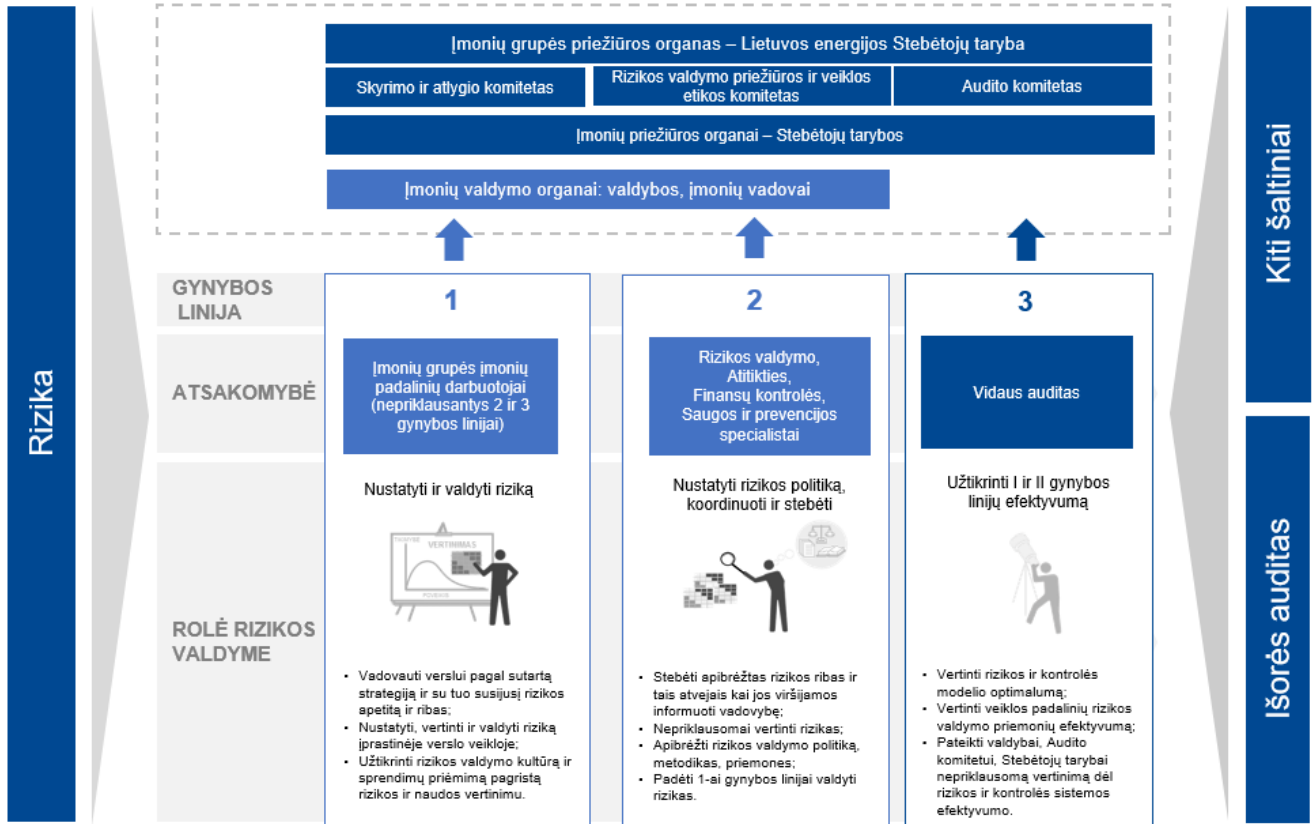 Rizika
Įmonių grupės priežiūros organas – Lietuvos energijos Stebėtojų taryba
Skyrimo ir atlygio komitetas
Rizikos valdymo priežiūros ir veiklos
etikos komitetas
Audito komitetas
Įmonių priežiūros organai – Stebėtojų tarybos
Įmonių valdymo organai: valdybos, įmonių vadovai
GYNYBOS
LINIJA
1
2
3
ATSAKOMYBĖ
Įmonių grupės įmonių
padalinių darbuotojai
(nepriklausantys 2 ir 3
gynybos linijai)
Rizikos valdymo,
Atitikties,
Finansų kontrolės,
Saugos ir prevencijos
specialistai
Vidaus auditas
ROLĖ RIZIKOS
VALDYME
Nustatyti ir valdyti riziką
TIKIMYBĖ
VERTINIMAS
POVEIKIS
• Vadovauti verslui pagal sutartą
strategiją ir su tuo susijusį rizikos
apetitą ir ribas;
• Nustatyti, vertinti ir valdyti riziką
įprastinėje verslo veikloje;
• Užtikrinti rizikos valdymo kultūrą ir
sprendimų priėmimą pagrįstą
rizikos ir naudos vertinimu.
Nustatyti rizikos politiką,
koordinuoti ir stebėti
• Stebėti apibrėžtas rizikos ribas ir
tais atvejais kai jos viršijamos
informuoti vadovybę;
• Nepriklausomai vertinti rizikas;
• Apibrėžti rizikos valdymo politiką,
metodikas, priemones;
• Padėti 1-ai gynybos linijai valdyti
rizikas.
Užtikrinti I ir II gynybos
linijų efektyvumą
• Vertinti rizikos ir kontrolės
modelio optimalumą;
• Vertinti veiklos padalinių rizikos
valdymo priemonių efektyvumą;
• Pateikti valdybai, Audito
komitetui, Stebėtojų tarybai
nepriklausomą vertinimą dėl
rizikos ir kontrolės sistemos
efektyvumo.
Kiti šaltiniai
Išorės auditas